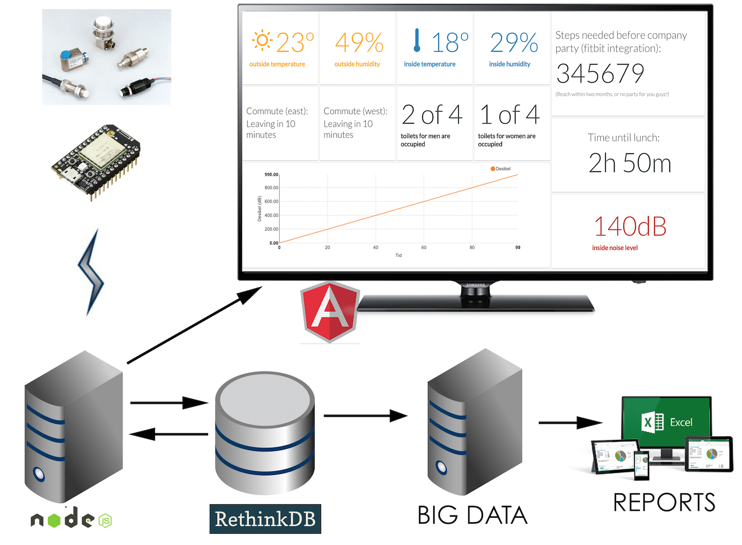 23°
outside temperature
49%
outside humidity
18°
inside temperature
29%
inside humidity
Steps needed before company
party (fitbit integration):
345679
(Reach within two months, or no party for you guys!)
Commute (east):
Leaving in 10
minutes
Commute (west):
Leaving in 10
minutes
2 of 4
toilets for men are
occupied
1 of 4
toilets for women are
occupied
Time until lunch:
2h 50m
140dB
inside noise level
Desibel
998.00
800.00
600.00
400.00
200.00
0.00
Desibel (dB)
0
20
40
60
80
99
Tid
A
node
JS
RethinkDB
BIG DATA
Excel
REPORTS